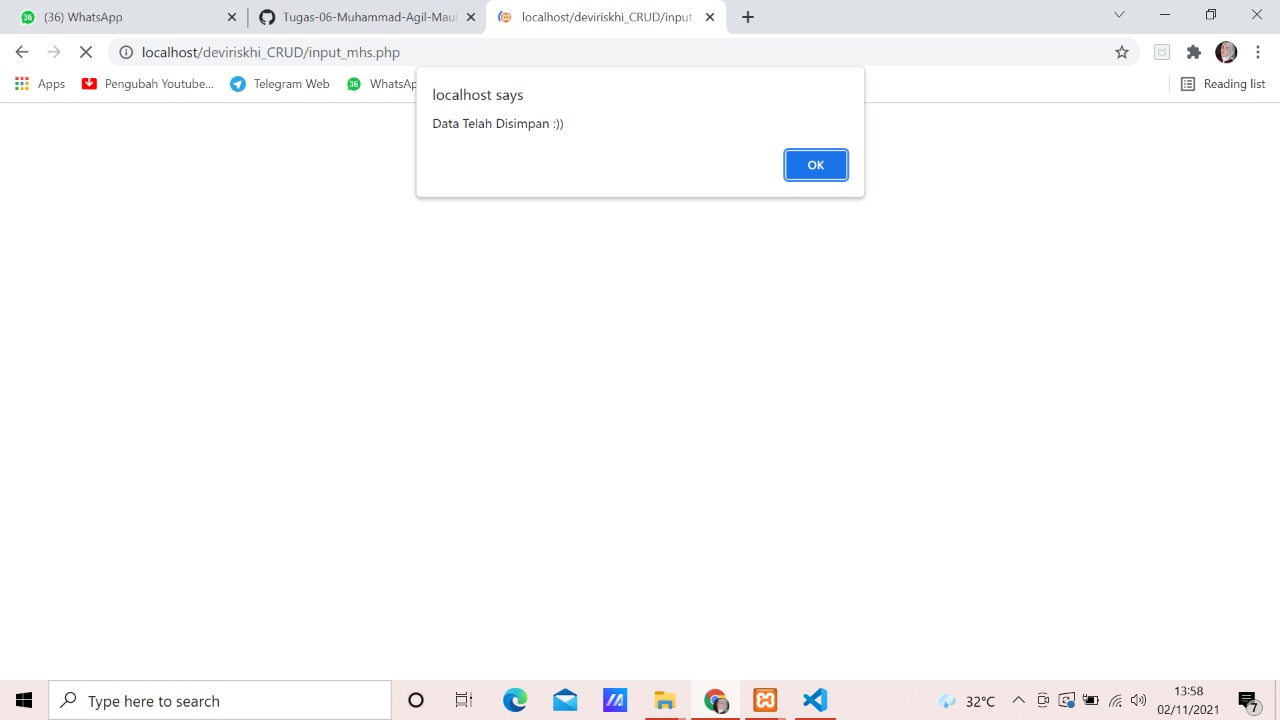 36 (36) WhatsApp
Tugas-06-Muhammad-Agil-Maul
localhost/deviriskhi_CRUD/input_
localhost/deviriskhi_CRUD/input_mhs.php
Apps
Pengubah Youtube...
Telegram Web
36 WhatsAp
Reading list
localhost says
Data Telah Disimpan :))
OK
Type here to search
32°C
13:58
02/11/2021
7